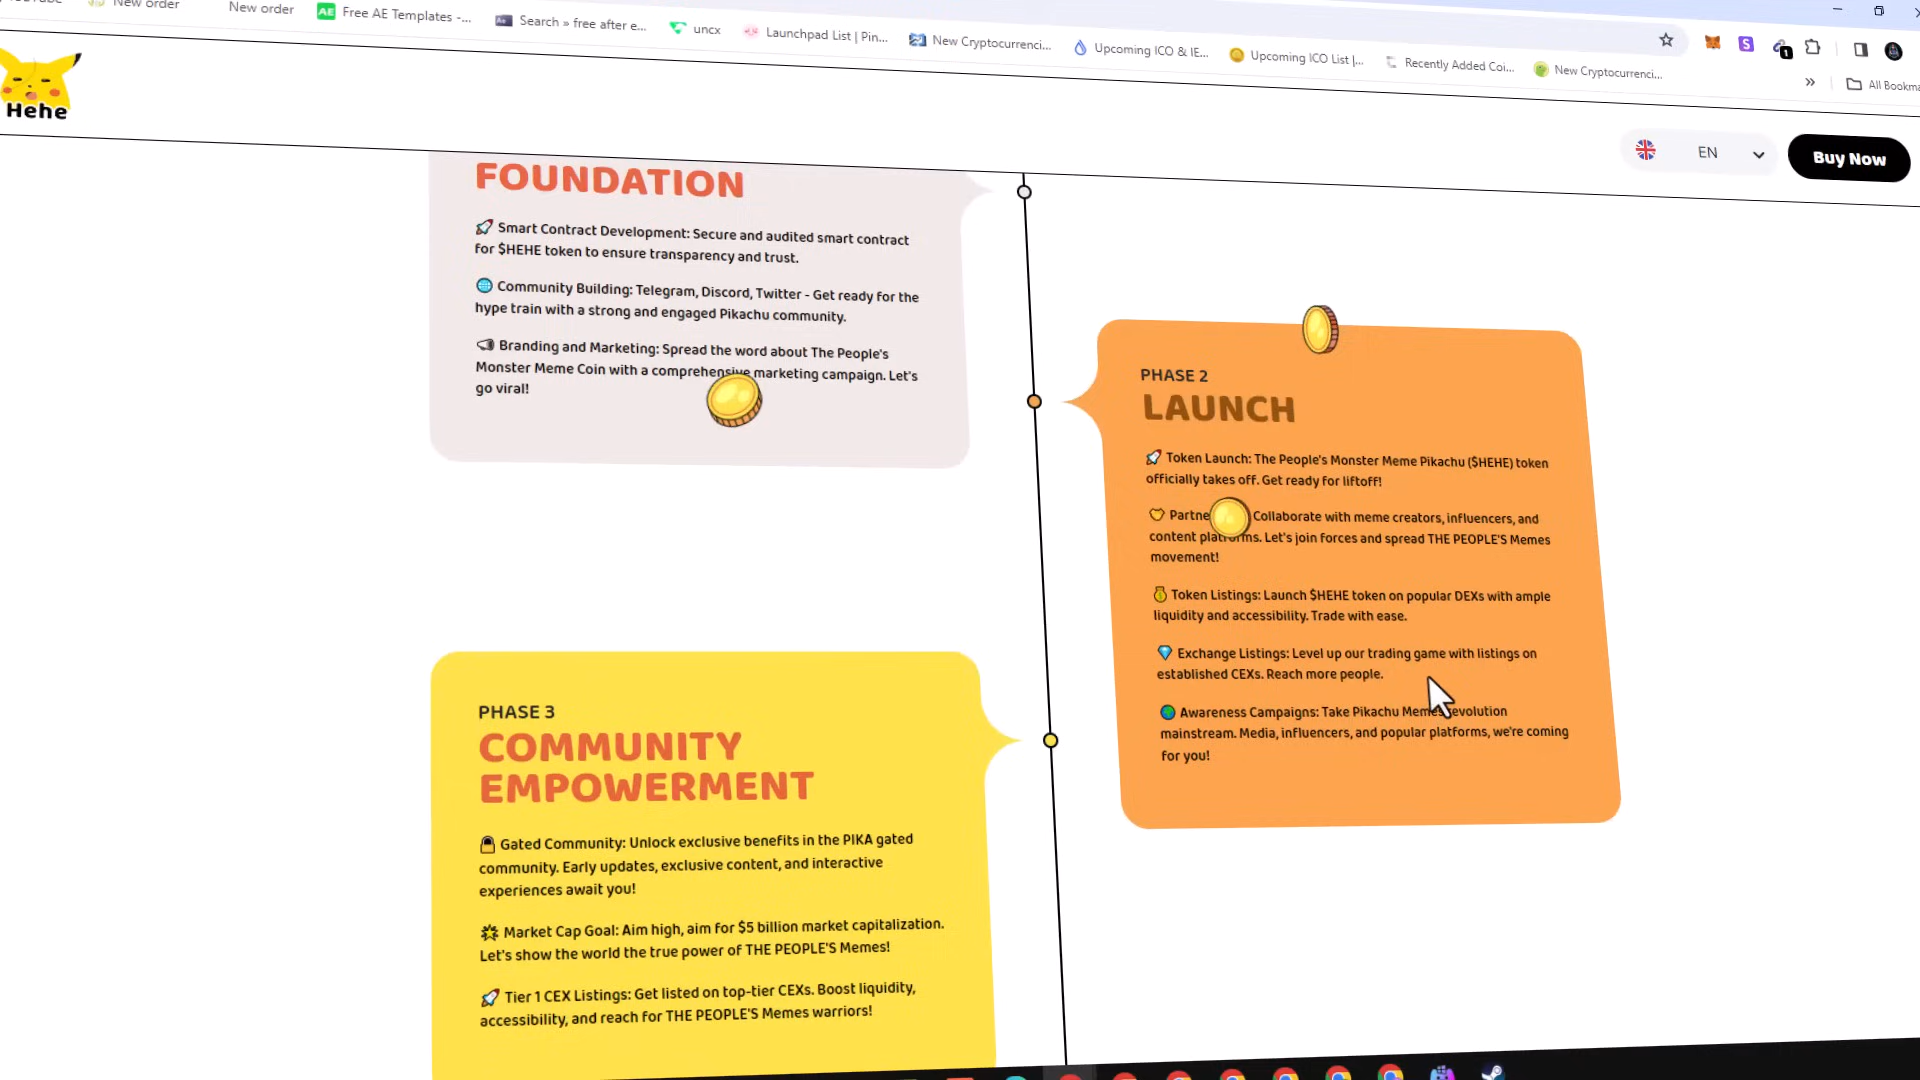 New order
New order
Free AE Templates -...
Search » free after e...
uncx
Launchpad List | Pin...
New Cryptocurrenci...
Upcoming ICO & IE...
Upcoming ICO List |...
Recently Added Coi...
New Cryptocurrenci...
»
All Bookma
Hehe
EN
Buy Now
FOUNDATION
Smart Contract Development: Secure and audited smart contract
for $HEHE token to ensure transparency and trust.
Community Building: Telegram, Discord, Twitter - Get ready for the
hype train with a strong and engaged Pikachu community.
Branding and Marketing: Spread the word about The People's
Monster Meme Coin with a comprehensive marketing campaign. Let's
go viral!
PHASE 2
LAUNCH
Token Launch: The People's Monster Meme Pikachu ($HEHE) token
officially takes off. Get ready for liftoff!
Partne Collaborate with meme creators, influencers, and
content platforms. Let's join forces and spread THE PEOPLE'S Memes
movement!
Token Listings: Launch $HEHE token on popular DEXs with ample
liquidity and accessibility. Trade with ease.
Exchange Listings: Level up our trading game with listings on
established CEXs. Reach more people.
Awareness Campaigns: Take Pikachu Memes revolution
mainstream. Media, influencers, and popular platforms, we're coming
for you!
PHASE 3
COMMUNITY
EMPOWERMENT
Gated Community: Unlock exclusive benefits in the PIKA gated
community. Early updates, exclusive content, and interactive
experiences await you!
Market Cap Goal: Aim high, aim for $5 billion market capitalization.
Let's show the world the true power of THE PEOPLE'S Memes!
Tier 1 CEX Listings: Get listed on top-tier CEXs. Boost liquidity,
accessibility, and reach for THE PEOPLE'S Memes warriors!